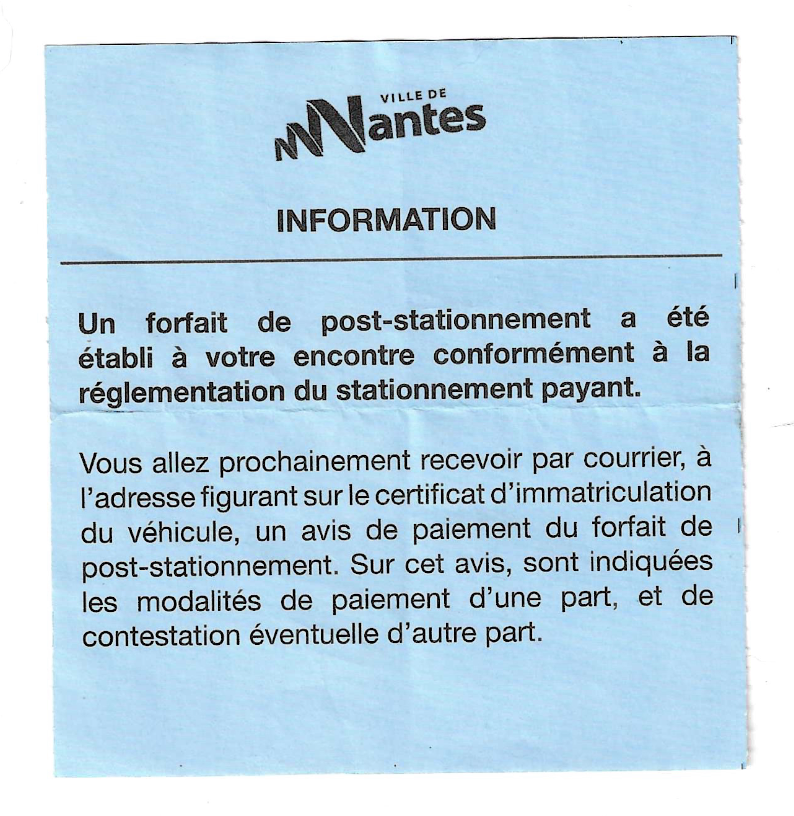 VILLE DE
Nantes
INFORMATION
Un forfait de post-stationnement a été
établi à votre encontre conformément à la
réglementation du stationnement payant.
Vous allez prochainement recevoir par courrier, à
l'adresse figurant sur le certificat d'immatriculation
du véhicule, un avis de paiement du forfait de
post-stationnement. Sur cet avis, sont indiquées
les modalités de paiement d'une part, et de
contestation éventuelle d'autre part.